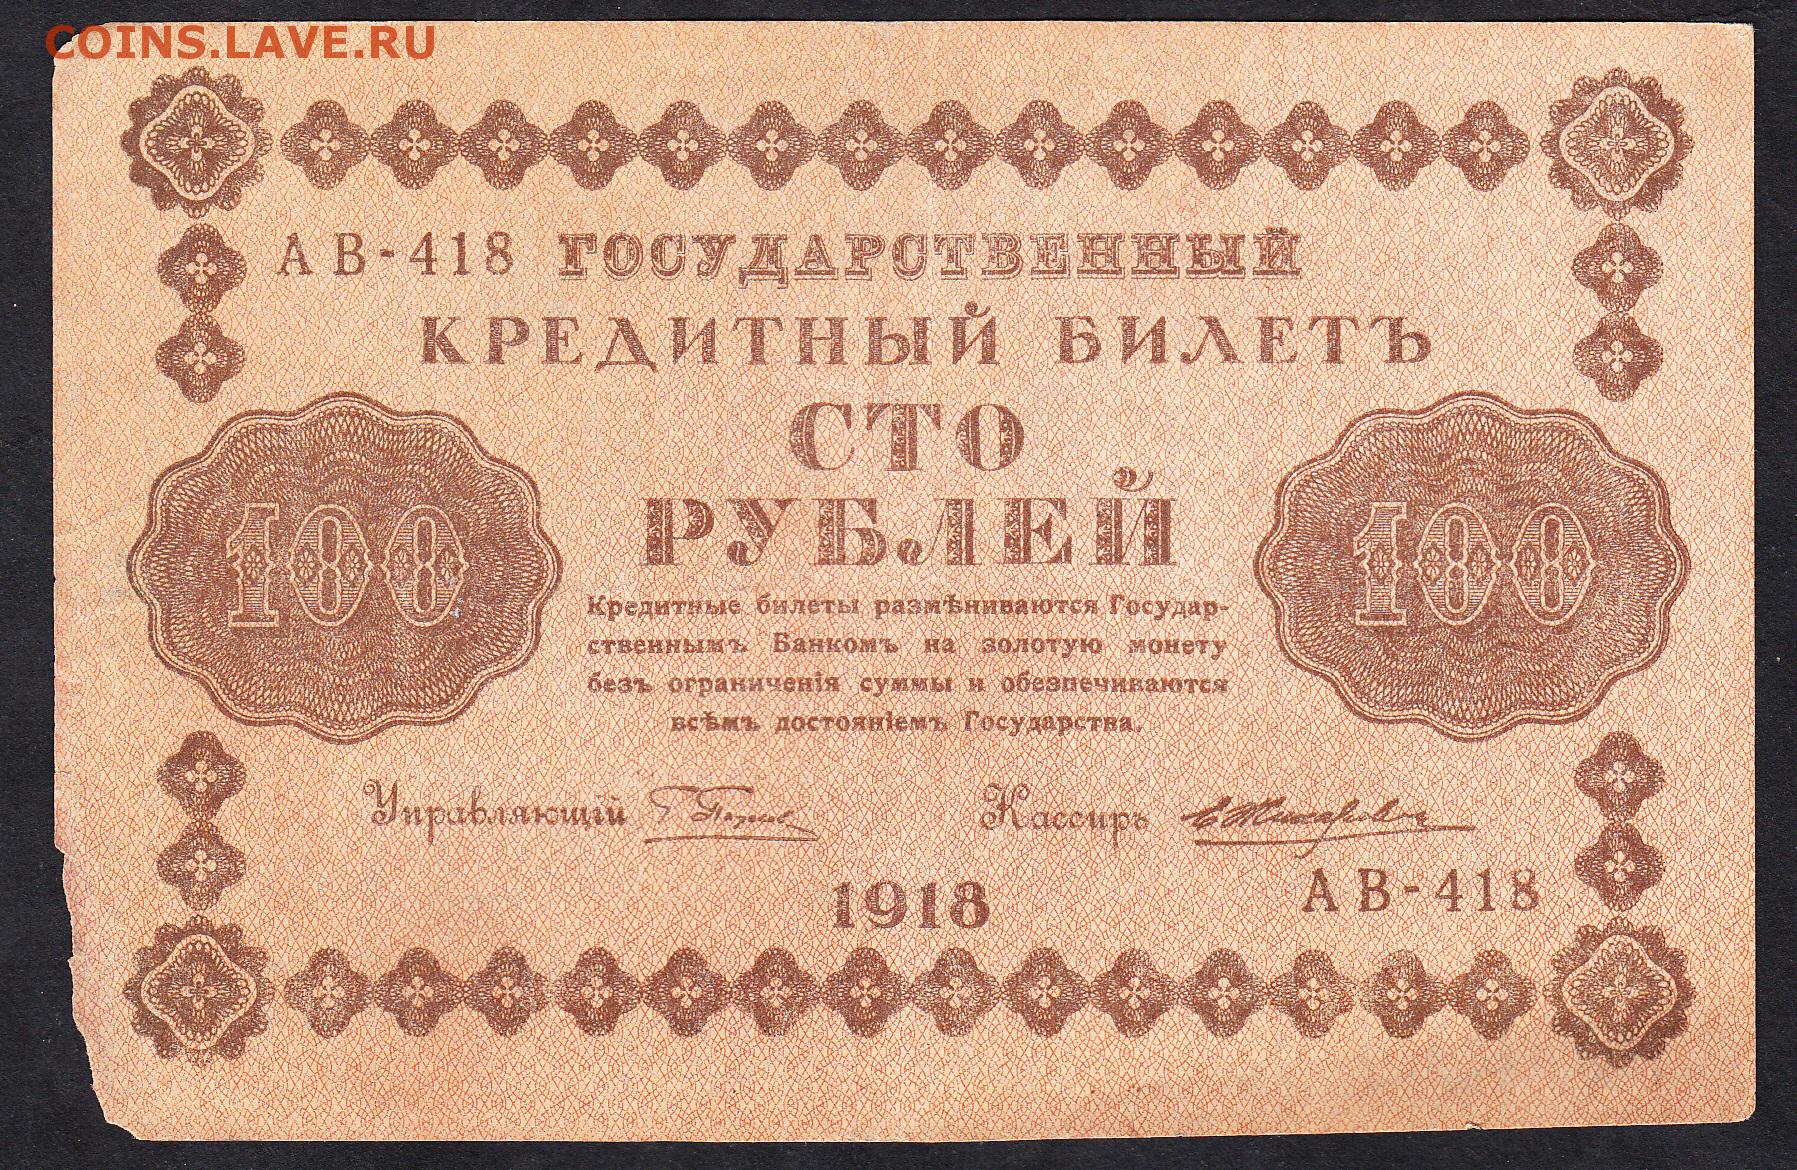 COINS.LAVE.RU
АВ-418 ГОСУДАРСТВЕННЫЙ
КРЕДИТНЫЙ БИЛЕТЪ
СТО
РУБЛЕЙ
100 100
Кредитные билеты размѣниваются Государ-
ственнымъ Банкомъ на золотую монету
безъ ограниченія суммы и обезпечиваются
всѣмъ достояніемъ Государства.
Управляющій Кассиръ
1918
АВ-418